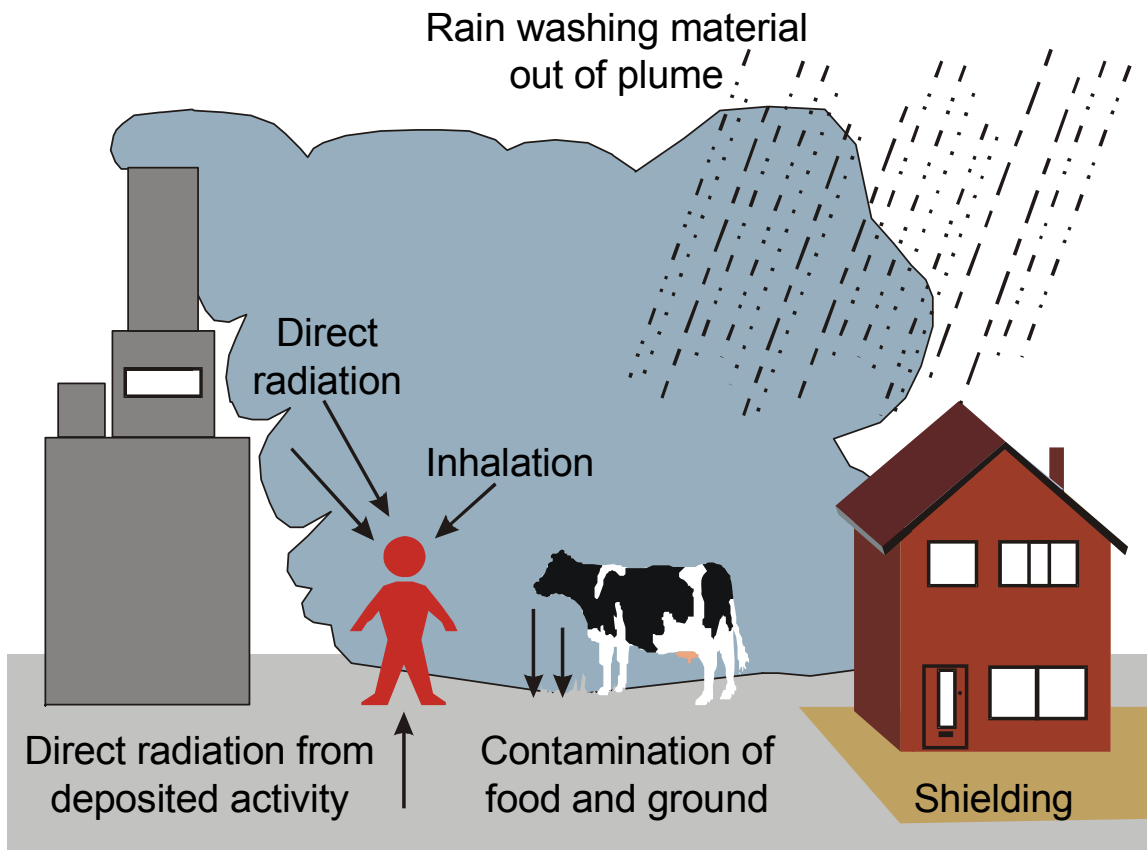 Rain washing material
out of plume
Direct
radiation
Inhalation
Direct radiation from
deposited activity
Contamination of
food and ground
Shielding